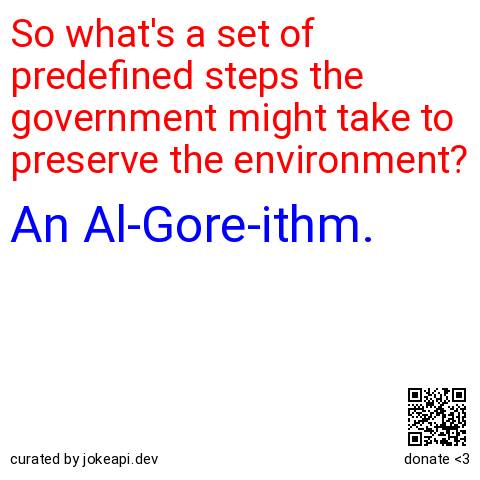 So what's a set of
predefined steps the
government might take to
preserve the environment?
An Al-Gore-ithm.
curated by jokeapi.dev
donate <3